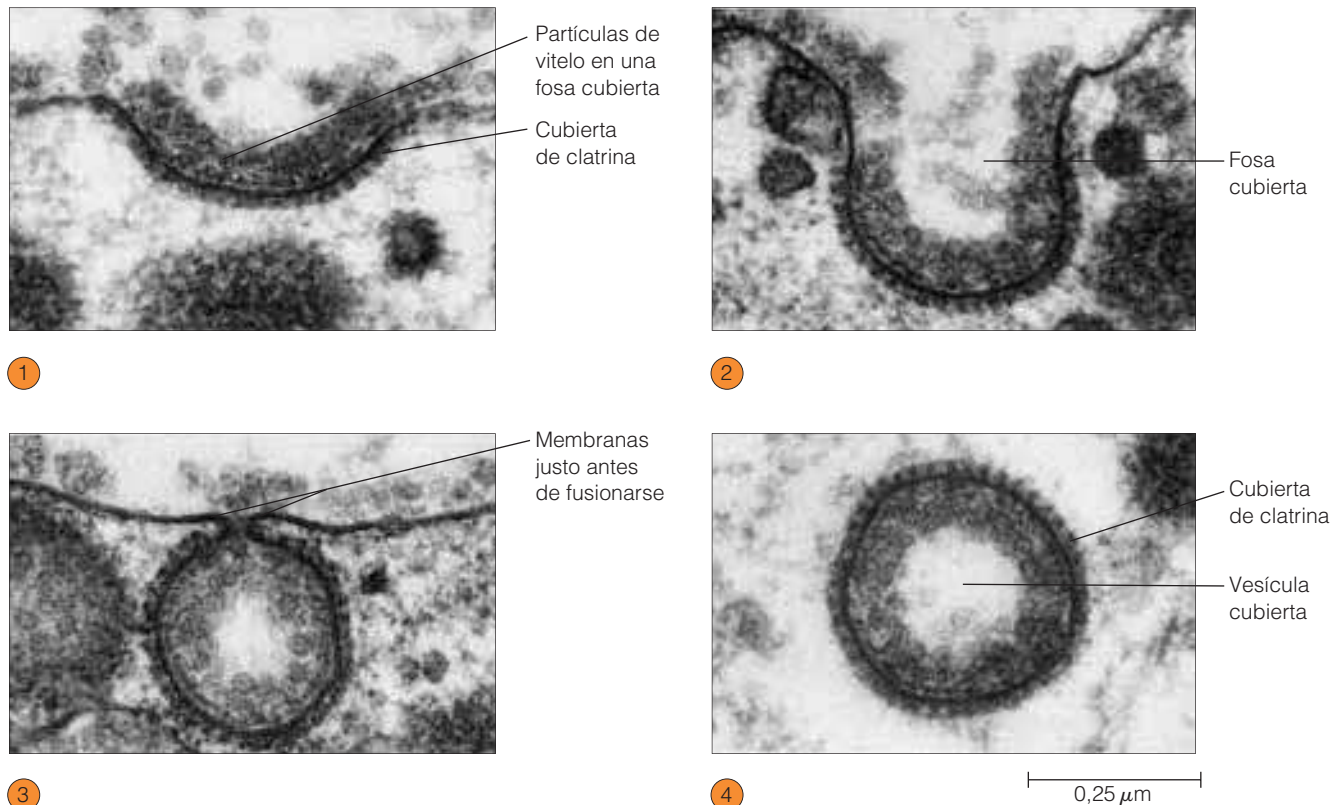 Partículas de
vitelo en una
fosa cubierta
Cubierta
de clatrina
1
Fosa
cubierta
2
Membranas
justo antes
de fusionarse
3
Cubierta
de clatrina
Vesícula
cubierta
4
0,25 μm